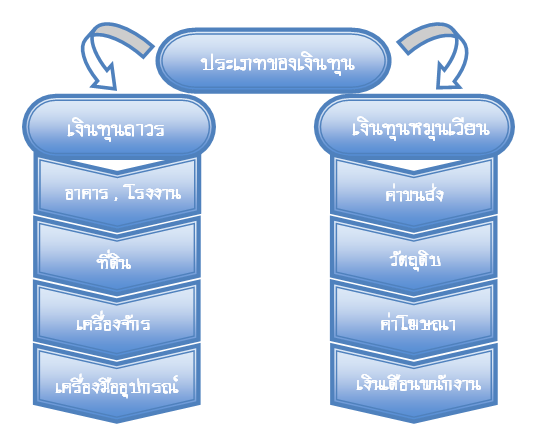 ประเภทของเงินทุน
เงินทุนถาวร
อาคาร , โรงงาน
ที่ดิน
เครื่องจักร
เครื่องมืออุปกรณ์
เงินทุนหมุนเวียน
ค่าขนส่ง
วัตถุดิบ
ค่าโฆษณา
เงินเดือนพนักงาน